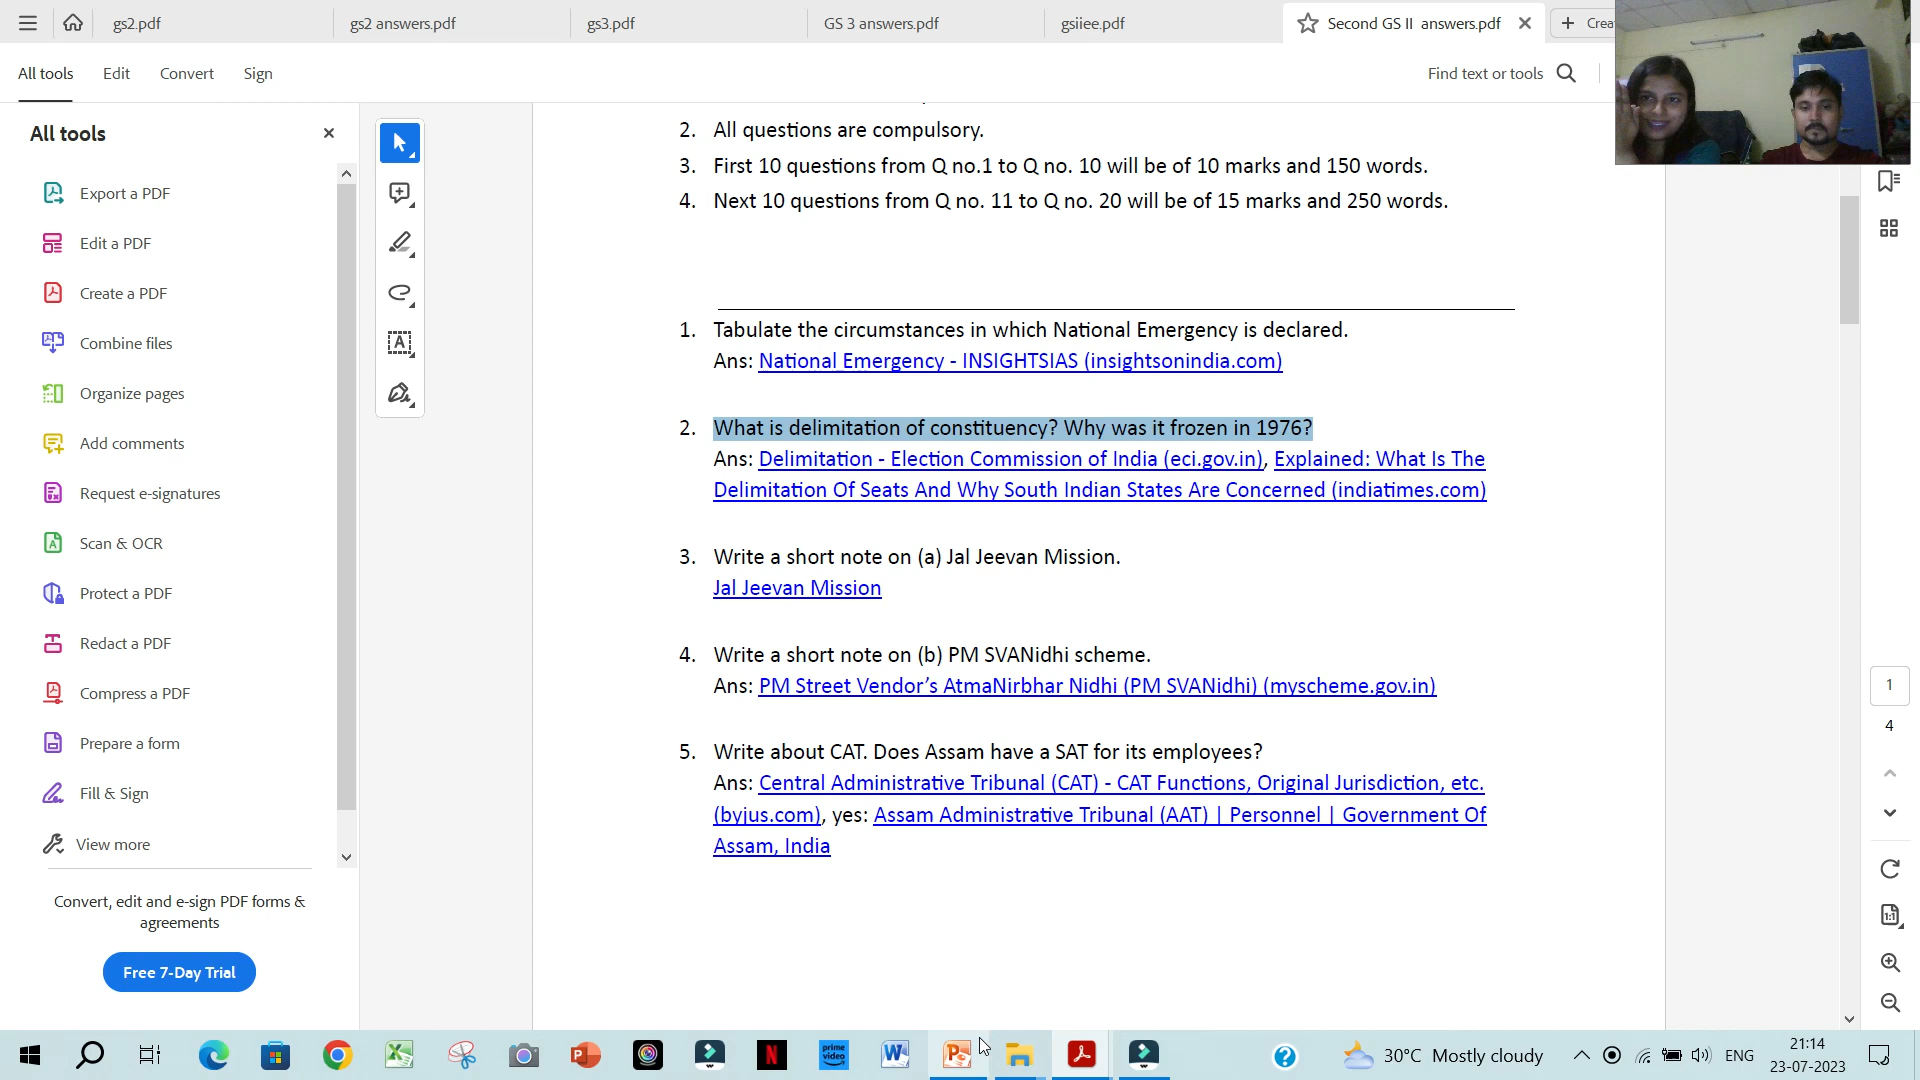 gs2.pdf
gs2 answers.pdf
gs3.pdf
GS 3 answers.pdf
gsiiee.pdf
Second GS II answers.pdf
All tools
Edit
Convert
Sign
Find text or tools
All tools
Export a PDF
Edit a PDF
Create a PDF
Combine files
Organize pages
Add comments
Request e-signatures
Scan & OCR
Protect a PDF
Redact a PDF
Compress a PDF
Prepare a form
Fill & Sign
View more
Convert, edit and e-sign PDF forms &
agreements
Free 7-Day Trial
2. All questions are compulsory.
3. First 10 questions from Q no.1 to Q no. 10 will be of 10 marks and 150 words.
4. Next 10 questions from Q no. 11 to Q no. 20 will be of 15 marks and 250 words.
1. Tabulate the circumstances in which National Emergency is declared.
Ans: National Emergency - INSIGHTSIAS (insightsonindia.com)
2. What is delimitation of constituency? Why was it frozen in 1976?
Ans: Delimitation - Election Commission of India (eci.gov.in), Explained: What Is The
Delimitation Of Seats And Why South Indian States Are Concerned (indiatimes.com)
3. Write a short note on (a) Jal Jeevan Mission.
Jal Jeevan Mission
4. Write a short note on (b) PM SVANidhi scheme.
Ans: PM Street Vendor’s AtmaNirbhar Nidhi (PM SVANidhi) (myscheme.gov.in)
5. Write about CAT. Does Assam have a SAT for its employees?
Ans: Central Administrative Tribunal (CAT) - CAT Functions, Original Jurisdiction, etc.
(byjus.com), yes: Assam Administrative Tribunal (AAT) | Personnel | Government Of
Assam, India
1
4
30°C Mostly cloudy
ENG
21:14
23-07-2023